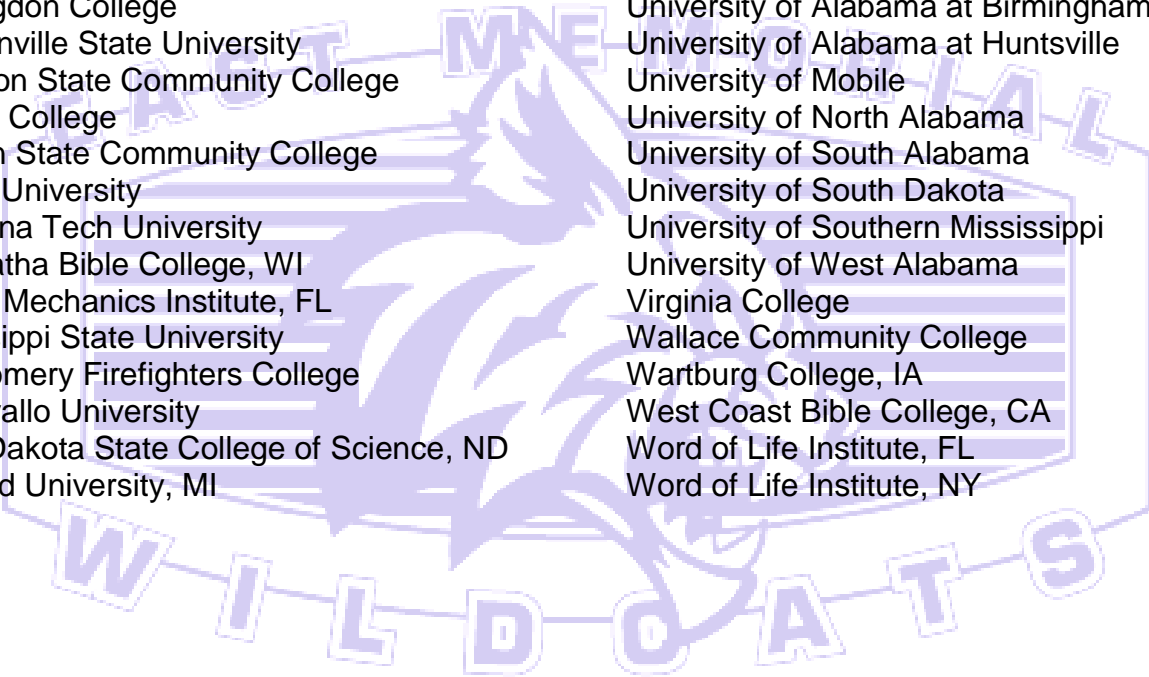 gdon College
nville State University
on State Community College
College
n State Community College
University
na Tech University
atha Bible College, WI
Mechanics Institute, FL
ippi State University
omery Firefighters College
allo University
Dakota State College of Science, ND
d University, MI
University of Alabama at Birmingham
University of Alabama at Huntsville
University of Mobile
University of North Alabama
University of South Alabama
University of South Dakota
University of Southern Mississippi
University of West Alabama
Virginia College
Wallace Community College
Wartburg College, IA
West Coast Bible College, CA
Word of Life Institute, FL
Word of Life Institute, NY
EAST MEMORIAL
WILDCATS